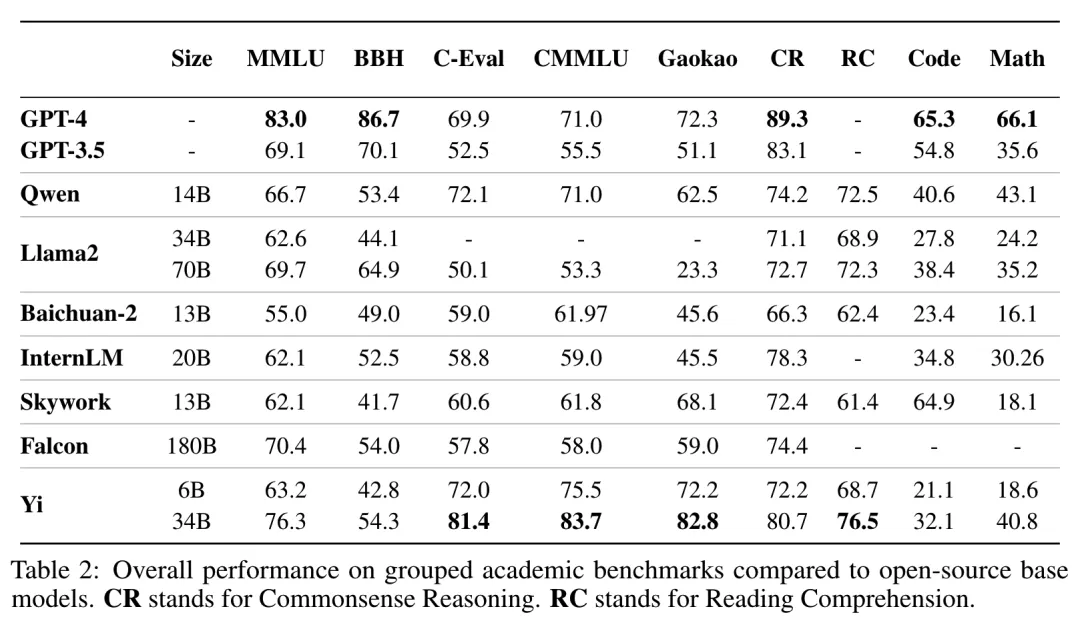 Size MMLU BBH C-Eval CMMLU Gaokao CR RC Code Math
GPT-4 - 83.0 86.7 69.9 71.0 72.3 89.3 - 65.3 66.1
GPT-3.5 - 69.1 70.1 52.5 55.5 51.1 83.1 - 54.8 35.6
Qwen 14B 66.7 53.4 72.1 71.0 62.5 74.2 72.5 40.6 43.1
Llama2
34B 62.6 44.1 - - - 71.1 68.9 27.8 24.2
70B 69.7 64.9 50.1 53.3 23.3 72.7 72.3 38.4 35.2
Baichuan-2 13B 55.0 49.0 59.0 61.97 45.6 66.3 62.4 23.4 16.1
InternLM 20B 62.1 52.5 58.8 59.0 45.5 78.3 - 34.8 30.26
Skywork 13B 62.1 41.7 60.6 61.8 68.1 72.4 61.4 64.9 18.1
Falcon 180B 70.4 54.0 57.8 58.0 59.0 74.4 - - -
Yi
6B 63.2 42.8 72.0 75.5 72.2 72.2 68.7 21.1 18.6
34B 76.3 54.3 81.4 83.7 82.8 80.7 76.5 32.1 40.8
Table 2: Overall performance on grouped academic benchmarks compared to open-source base
models. CR stands for Commonsense Reasoning. RC stands for Reading Comprehension.